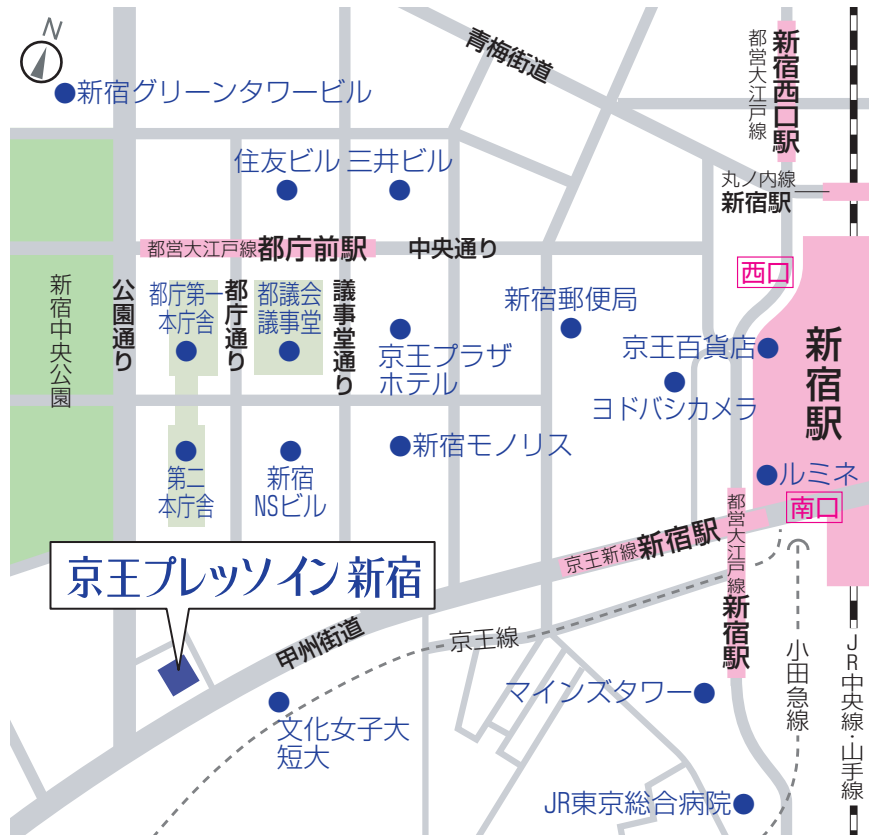 N
新宿グリーンタワービル
青梅街道
都営大江戸線
新宿西口駅
住友ビル
三井ビル
丸ノ内線
新宿駅
都営大江戸線
都庁前駅
中央通り
西口
新宿中央公園
公園通り
都庁第一
本庁舎
都庁通り
都議会
議事堂
議事堂通り
京王プラザ
ホテル
新宿郵便局
京王百貨店
新宿駅
ヨドバシカメラ
第二
本庁舎
新宿
NSビル
新宿モノリス
ルミネ
南口
京王プレッソイン 新宿
京王新線
新宿駅
都営大江戸線
新宿駅
甲州街道
京王線
小田急線
JR中央線・山手線
文化女子大
短大
マインズタワー
JR東京総合病院